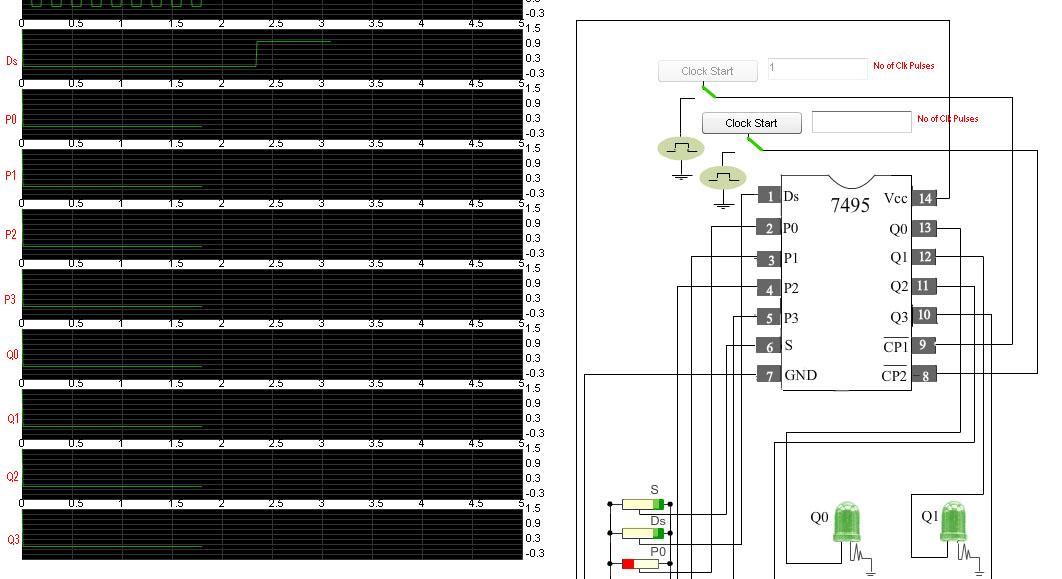 -0.3
0 0.5 1 1.5 2 2.5 3 3.5 4 4.5 5
1.5
0.9
Ds
0.3
-0.3
0 0.5 1 1.5 2 2.5 3 3.5 4 4.5 5
1.5
0.9
P0
0.3
-0.3
0 0.5 1 1.5 2 2.5 3 3.5 4 4.5 5
1.5
0.9
P1
0.3
-0.3
0 0.5 1 1.5 2 2.5 3 3.5 4 4.5 5
1.5
0.9
P2
0.3
-0.3
0 0.5 1 1.5 2 2.5 3 3.5 4 4.5 5
1.5
0.9
P3
0.3
-0.3
0 0.5 1 1.5 2 2.5 3 3.5 4 4.5 5
1.5
0.9
Q0
0.3
-0.3
0 0.5 1 1.5 2 2.5 3 3.5 4 4.5 5
1.5
0.9
Q1
0.3
-0.3
0 0.5 1 1.5 2 2.5 3 3.5 4 4.5 5
1.5
0.9
Q2
0.3
-0.3
0 0.5 1 1.5 2 2.5 3 3.5 4 4.5 5
1.5
0.9
Q3
0.3
-0.3
Clock Start 1 No of Clk Pulses
Clock Start No of Clk Pulses
7495
1 Ds Vcc 14
2 P0 Q0 13
3 P1 Q1 12
4 P2 Q2 11
5 P3 Q3 10
6 S CP1 9
7 GND CP2 8
S
Ds
P0
Q0 Q1